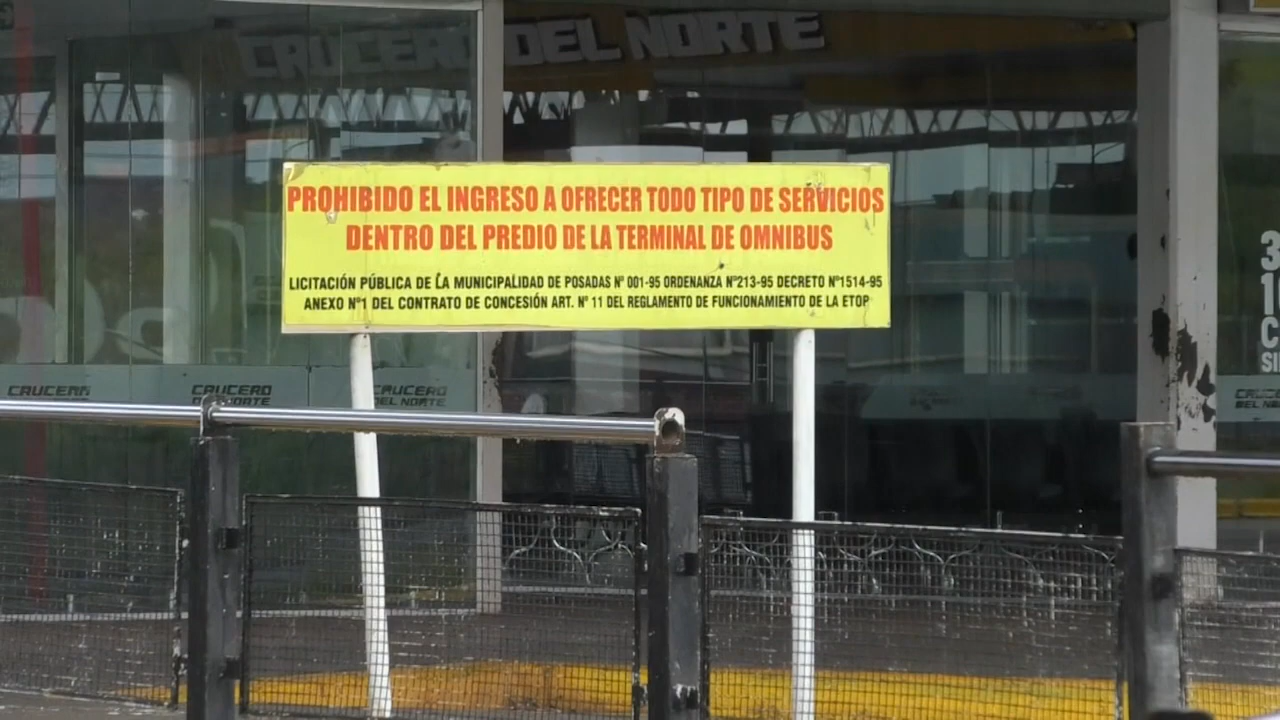 CRUCERO DEL NORTE
PROHIBIDO EL INGRESO A OFRECER TODO TIPO DE SERVICIOS
DENTRO DEL PREDIO DE LA TERMINAL DE OMNIBUS
LICITACIÓN PÚBLICA DE LA MUNICIPALIDAD DE POSADAS Nº 001-95 ORDENANZA Nº213-95 DECRETO Nº1514-95
ANEXO Nº1 DEL CONTRATO DE CONCESIÓN ART. Nº 11 DEL REGLAMENTO DE FUNCIONAMIENTO DE LA ETOP
CRUCERO
CRUCERO
DEL NORTE
CRUCERO
DEL NORTE
3
1
C